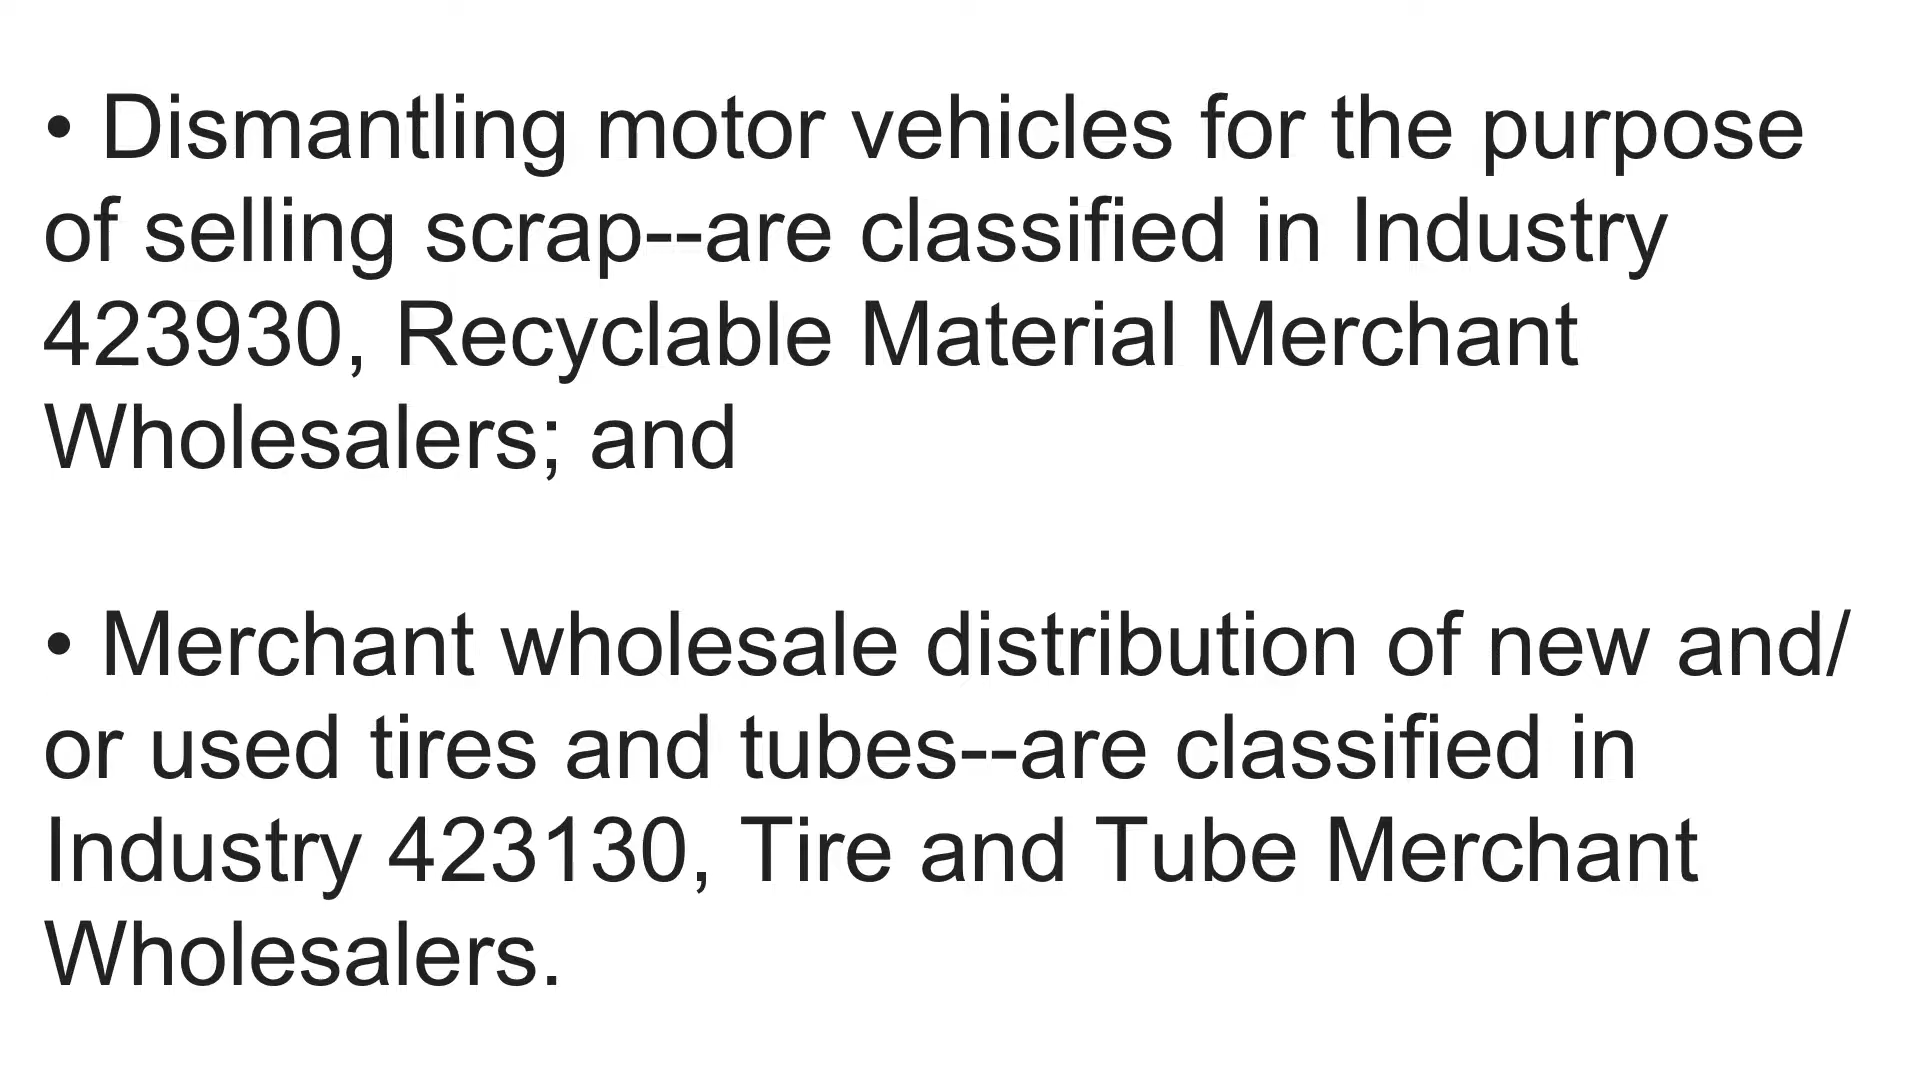 • Dismantling motor vehicles for the purpose
of selling scrap--are classified in Industry
423930, Recyclable Material Merchant
Wholesalers; and
• Merchant wholesale distribution of new and/
or used tires and tubes--are classified in
Industry 423130, Tire and Tube Merchant
Wholesalers.